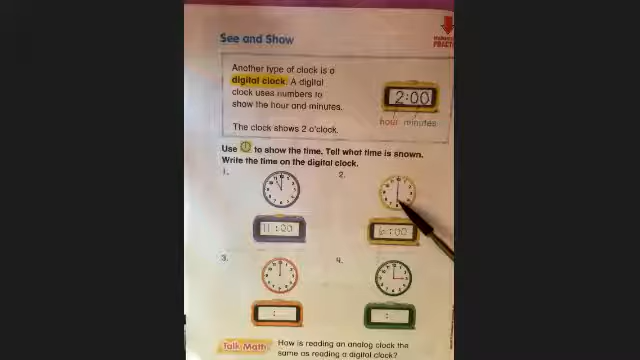 See and Show
Another type of clock is a
digital clock. A digital
clock uses numbers to
show the hour and minutes.
The clock shows 2 o'clock.
2:00
hour minutes
Use to show the time. Tell what time is shown.
Write the time on the digital clock.
1.
2.
11:00
6:00
3.
4.
:
:
Talk Math
How is reading an analog clock the
same as reading a digital clock?